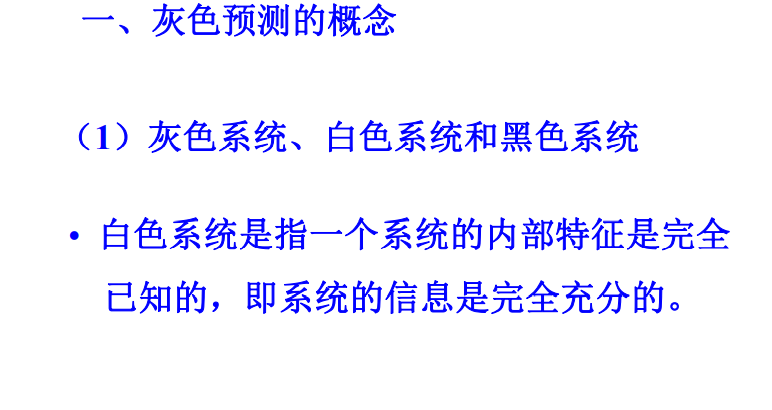 一、灰色预测的概念
（1）灰色系统、白色系统和黑色系统
• 白色系统是指一个系统的内部特征是完全
已知的，即系统的信息是完全充分的。